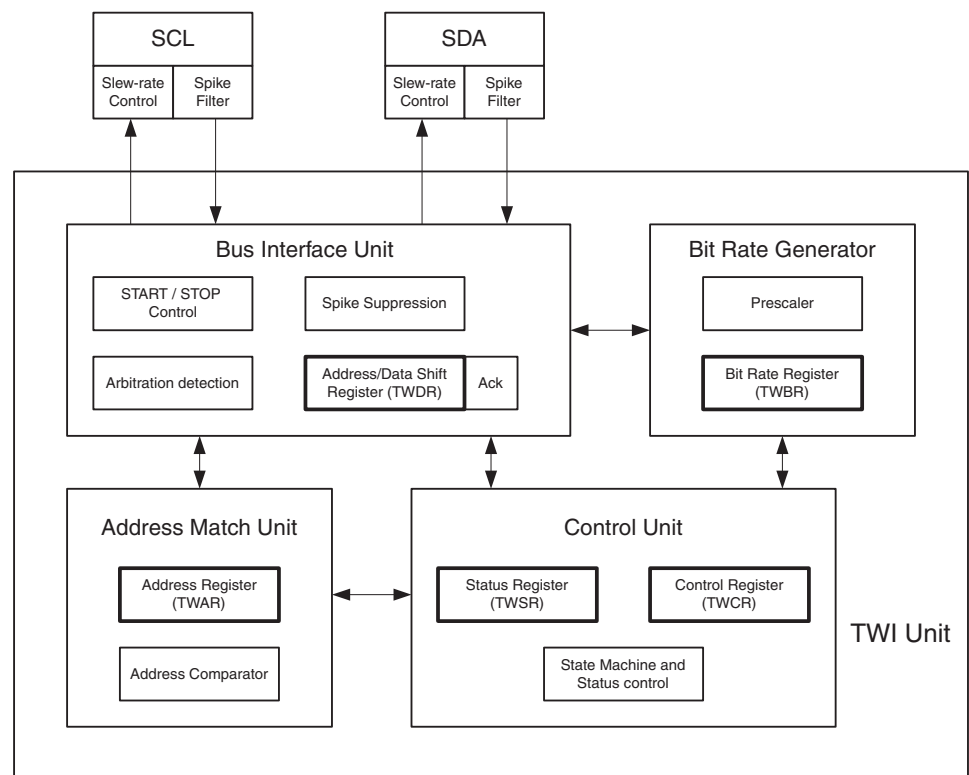 SCL
Slew-rate
Control
Spike
Filter
SDA
Slew-rate
Control
Spike
Filter
Bus Interface Unit
START / STOP
Control
Spike Suppression
Arbitration detection
Address/Data Shift
Register (TWDR)
Ack
Bit Rate Generator
Prescaler
Bit Rate Register
(TWBR)
Address Match Unit
Address Register
(TWAR)
Address Comparator
Control Unit
Status Register
(TWSR)
Control Register
(TWCR)
State Machine and
Status control
TWI Unit